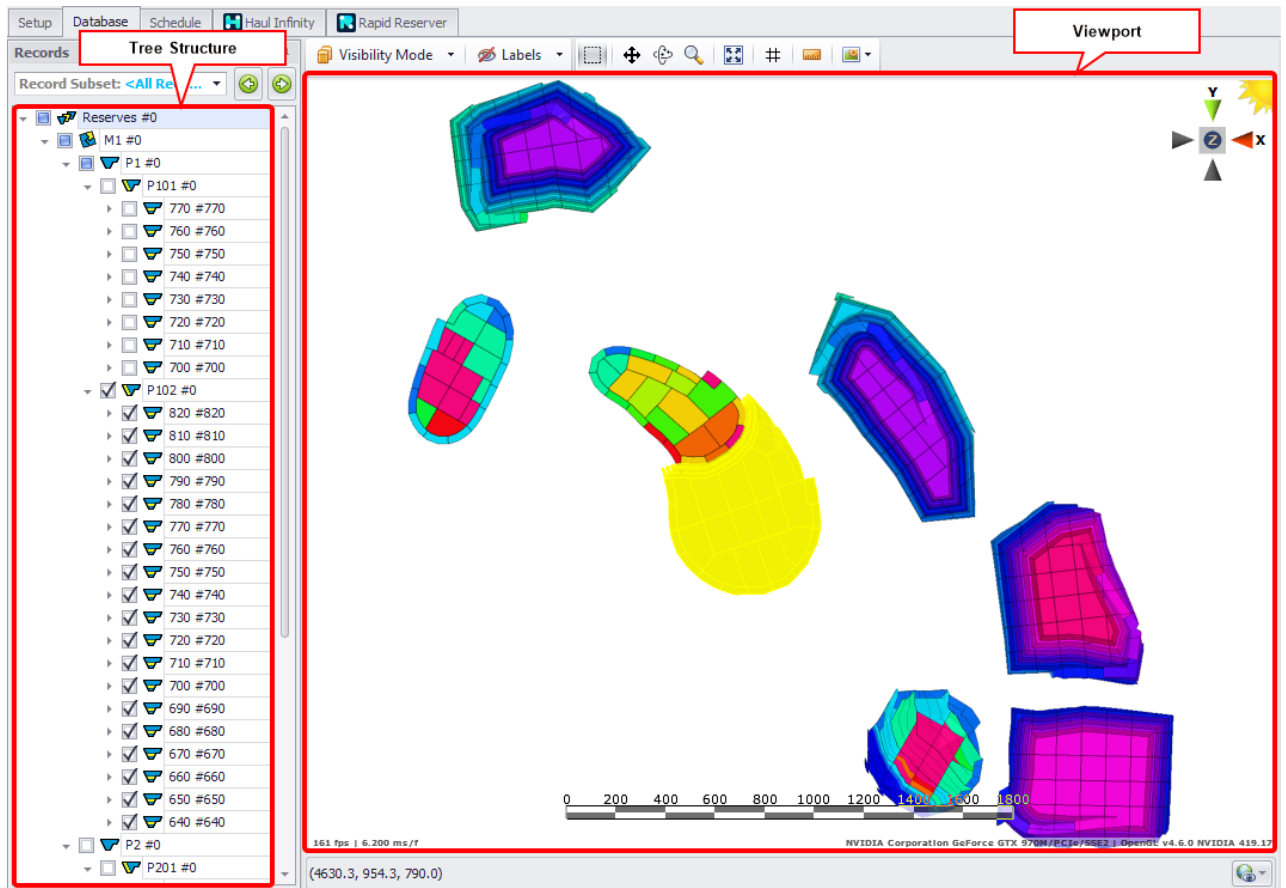 Setup Database Schedule Haul Infinity Rapid Reserver
Records Tree Structure Visibility Mode Labels Viewport
Record Subset: <All Re... 
Reserves #0
M1 #0
P1 #0
P101 #0
770 #770
760 #760
750 #750
740 #740
730 #730
720 #720
710 #710
700 #700
P102 #0
820 #820
810 #810
800 #800
790 #790
780 #780
770 #770
760 #760
750 #750
740 #740
730 #730
720 #720
710 #710
700 #700
690 #690
680 #680
670 #670
660 #660
650 #650
640 #640
P2 #0
P201 #0
Y
Z X
0 200 400 600 800 1000 1200 1400 1600 1800
161 fps | 6.200 ms/f NVIDIA Corporation GeForce GTX 970M/PCIe/SSE2 | OpenGL v4.6.0 NVIDIA 419.17
(4630.3, 954.3, 790.0)